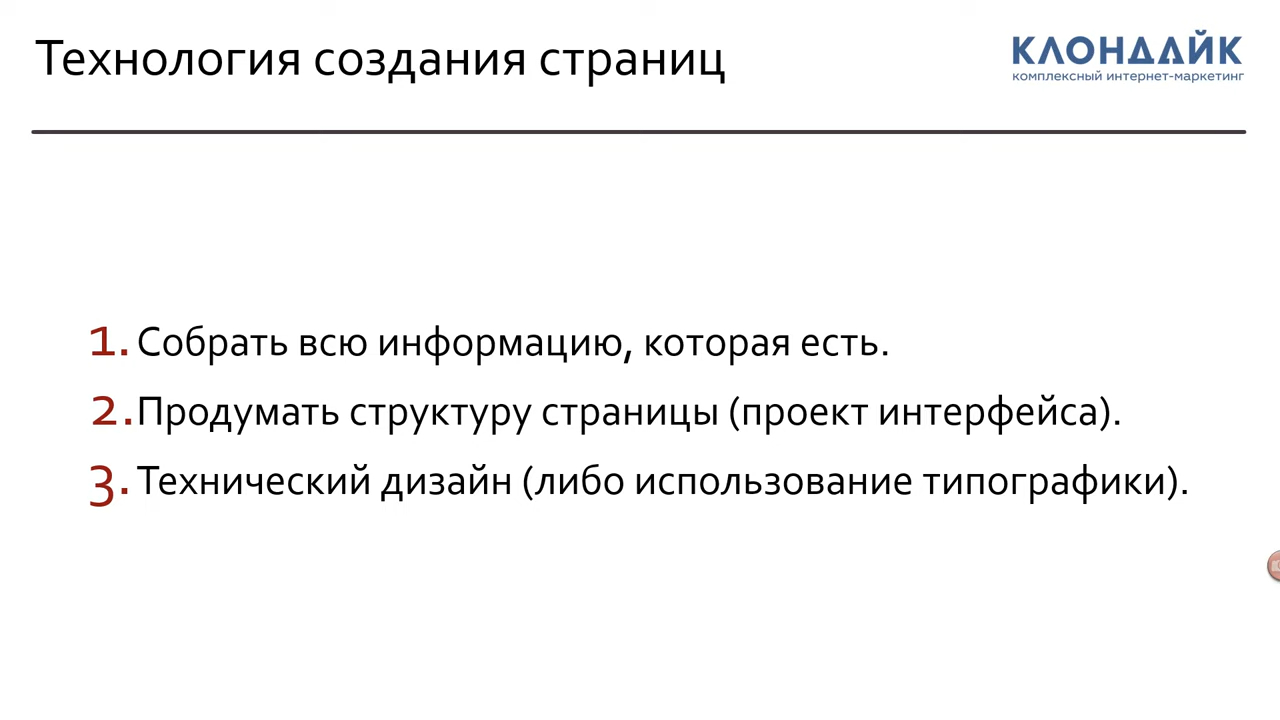 Технология создания страниц
КЛОНДАЙК
комплексный интернет-маркетинг
1. Собрать всю информацию, которая есть.
2. Продумать структуру страницы (проект интерфейса).
3. Технический дизайн (либо использование типографики).